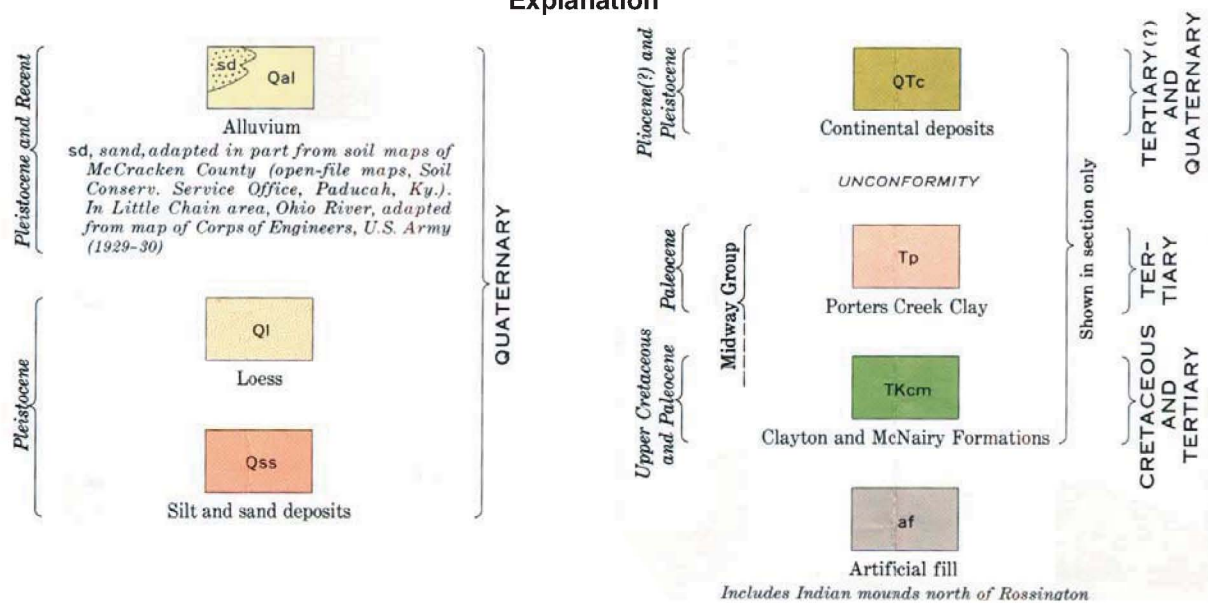 Explanation
Pleistocene and Recent
sd
Qal
Alluvium
sd, sand, adapted in part from soil maps of
McCracken County (open-file maps, Soil
Conserv. Service Office, Paducah, Ky.).
In Little Chain area, Ohio River, adapted
from map of Corps of Engineers, U.S. Army
(1929-30)
Pleistocene
Ql
Loess
Qss
Silt and sand deposits
QUATERNARY
Pliocene(?) and
Pleistocene
QTc
Continental deposits
TERTIARY(?)
AND
QUATERNARY
UNCONFORMITY
Paleocene
Midway Group
Tp
Porters Creek Clay
Shown in section only
TER-
TIARY
Upper Cretaceous
and Paleocene
TKcm
Clayton and McNairy Formations
CRETACEOUS
AND
TERTIARY
af
Artificial fill
Includes Indian mounds north of Rossington